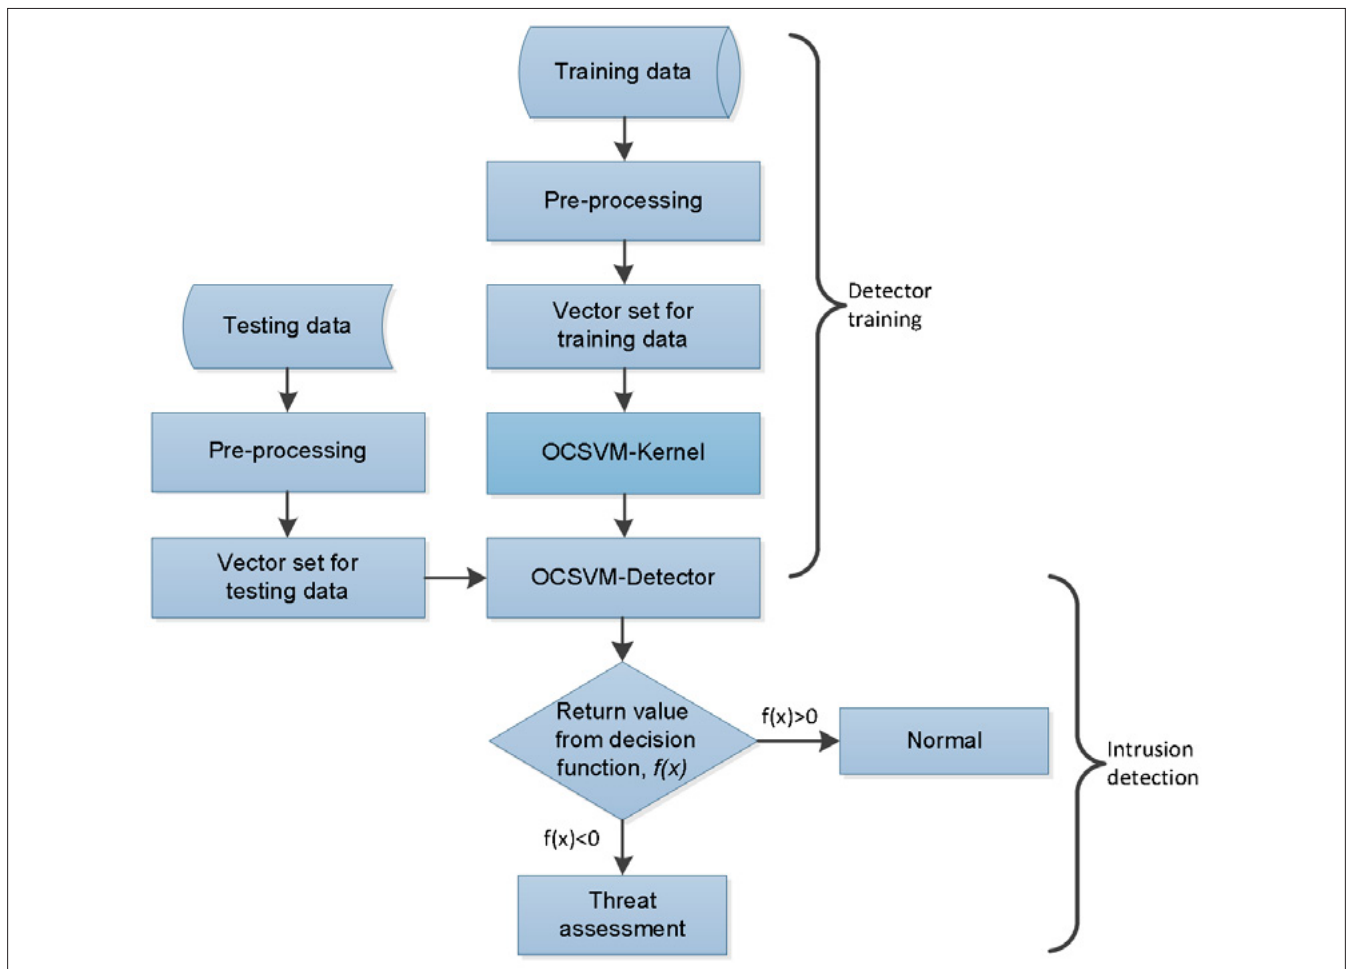 Training data
Pre-processing
Vector set for
training data
OCSVM-Kernel
OCSVM-Detector
Detector
training
Testing data
Pre-processing
Vector set for
testing data
Return value
from decision
function, f(x)
f(x)>0
Normal
f(x)<0
Threat
assessment
Intrusion
detection